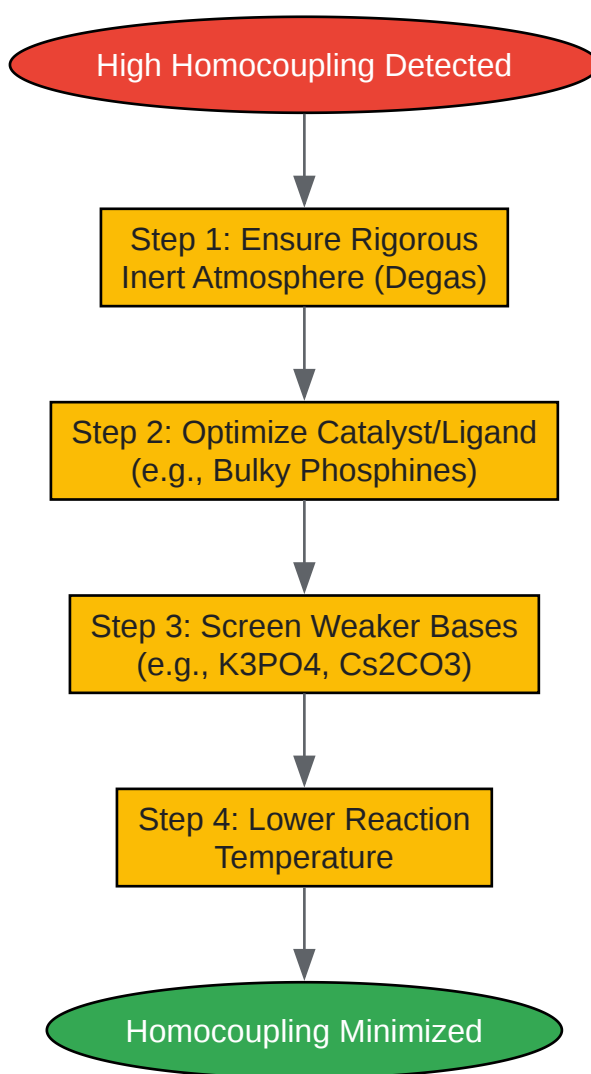 High Homocoupling Detected
Step 1: Ensure Rigorous
Inert Atmosphere (Degas)
Step 2: Optimize Catalyst/Ligand
(e.g., Bulky Phosphines)
Step 3: Screen Weaker Bases
(e.g., K3PO4, Cs2CO3)
Step 4: Lower Reaction
Temperature
Homocoupling Minimized